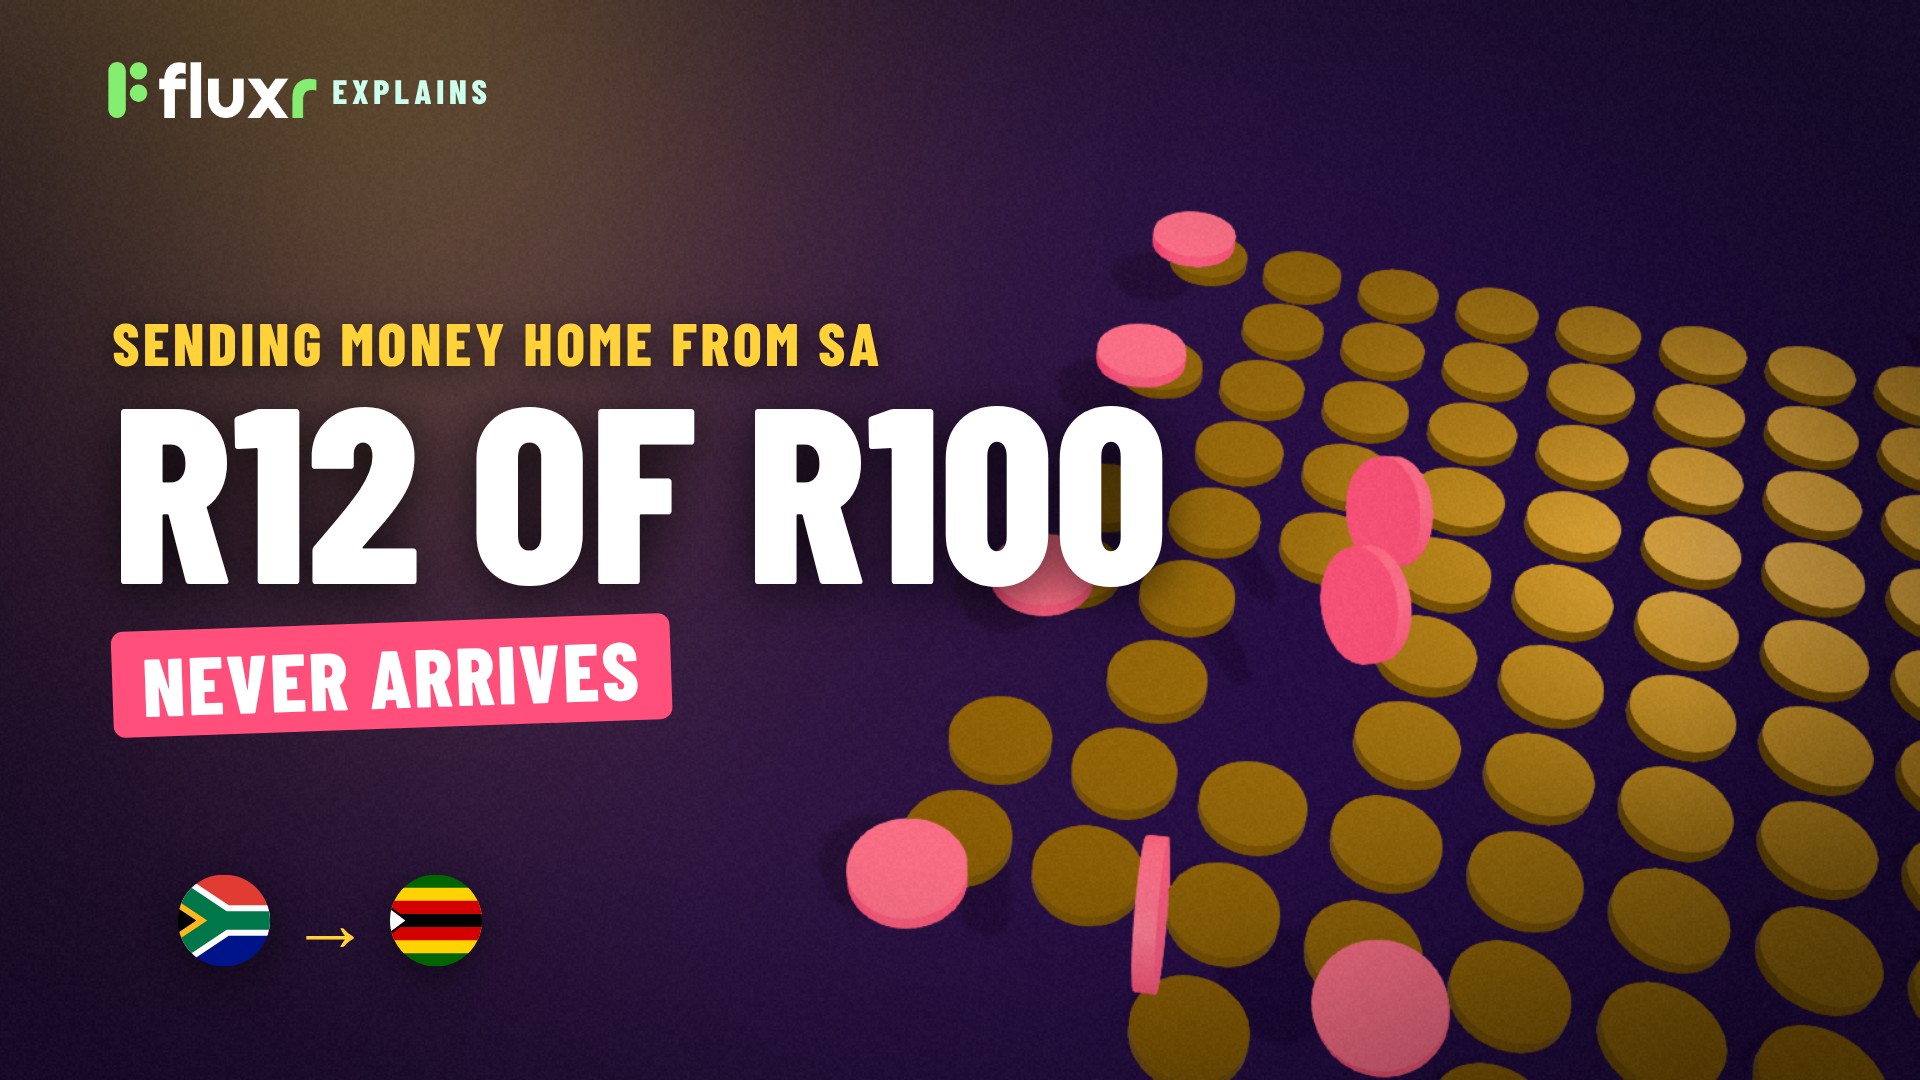 fluxr EXPLAINS
SENDING MONEY HOME FROM SA
R12 OF R100
NEVER ARRIVES
→